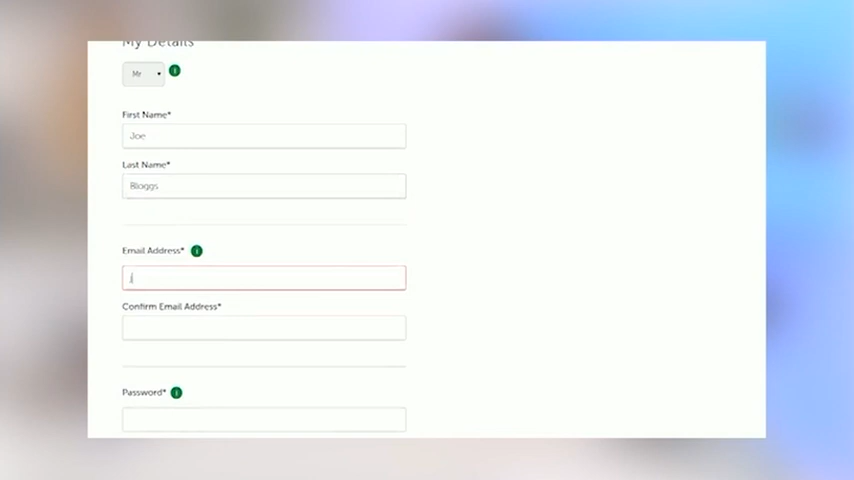 My Details
Mr
i
First Name*
Joe
Last Name*
Bloggs
Email Address* i
j
Confirm Email Address*
Password* i